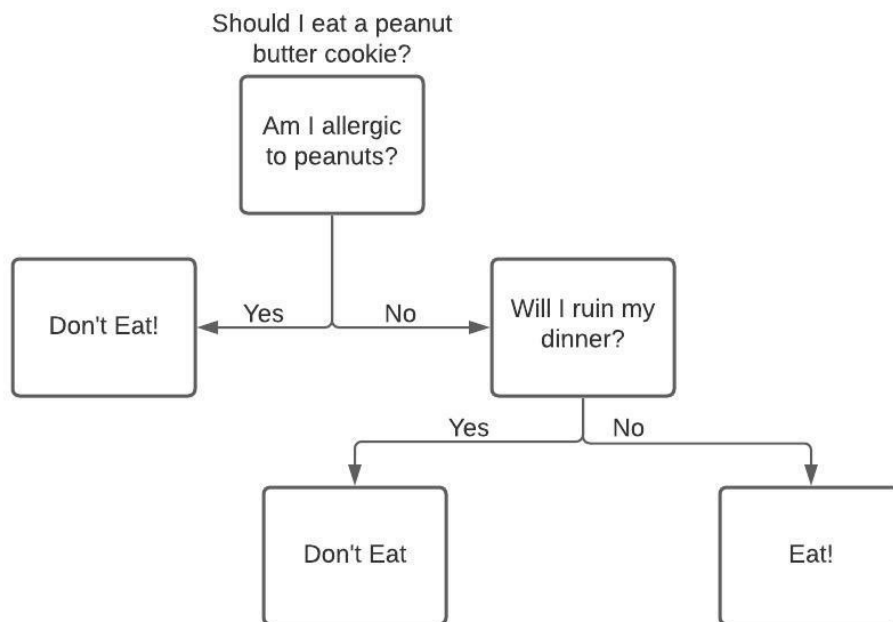 Should I eat a peanut
butter cookie?
Am I allergic
to peanuts?
Don't Eat!
Yes
No
Will I ruin my
dinner?
Yes
No
Don't Eat
Eat!